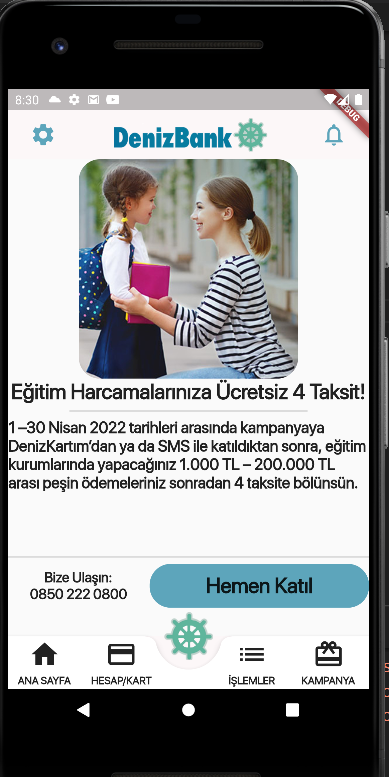 8:30
DEBUG
DenizBank
Eğitim Harcamalarınıza Ücretsiz 4 Taksit!
1 –30 Nisan 2022 tarihleri arasında kampanyaya
DenizKartım’dan ya da SMS ile katıldıktan sonra, eğitim
kurumlarında yapacağınız 1.000 TL – 200.000 TL
arası peşin ödemeleriniz sonradan 4 taksite bölünsün.
Bize Ulaşın:
0850 222 0800
Hemen Katıl
ANA SAYFA
HESAP/KART
İŞLEMLER
KAMPANYA